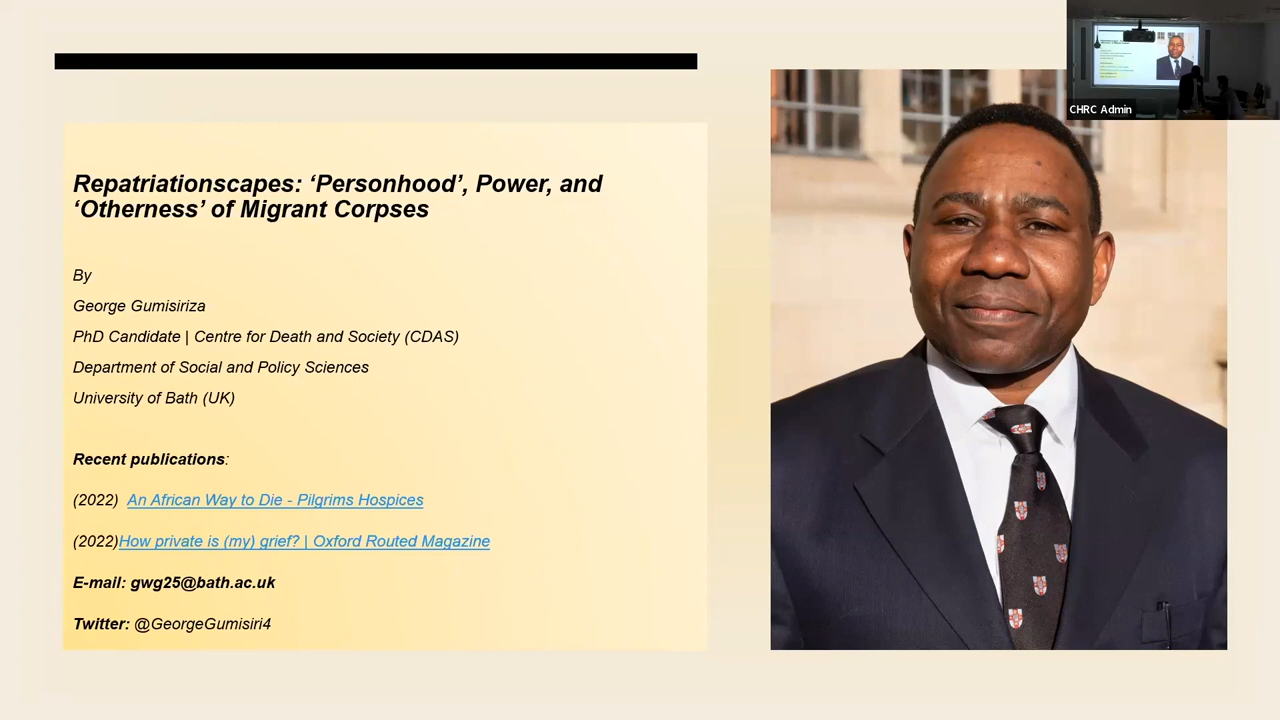 Repatriationscapes: ‘Personhood’, Power, and
‘Otherness’ of Migrant Corpses
By
George Gumisiriza
PhD Candidate | Centre for Death and Society (CDAS)
Department of Social and Policy Sciences
University of Bath (UK)
Recent publications:
(2022) An African Way to Die - Pilgrims Hospices
(2022)How private is (my) grief? | Oxford Routed Magazine
E-mail: gwg25@bath.ac.uk
Twitter: @GeorgeGumisiri4
CHRC Admin